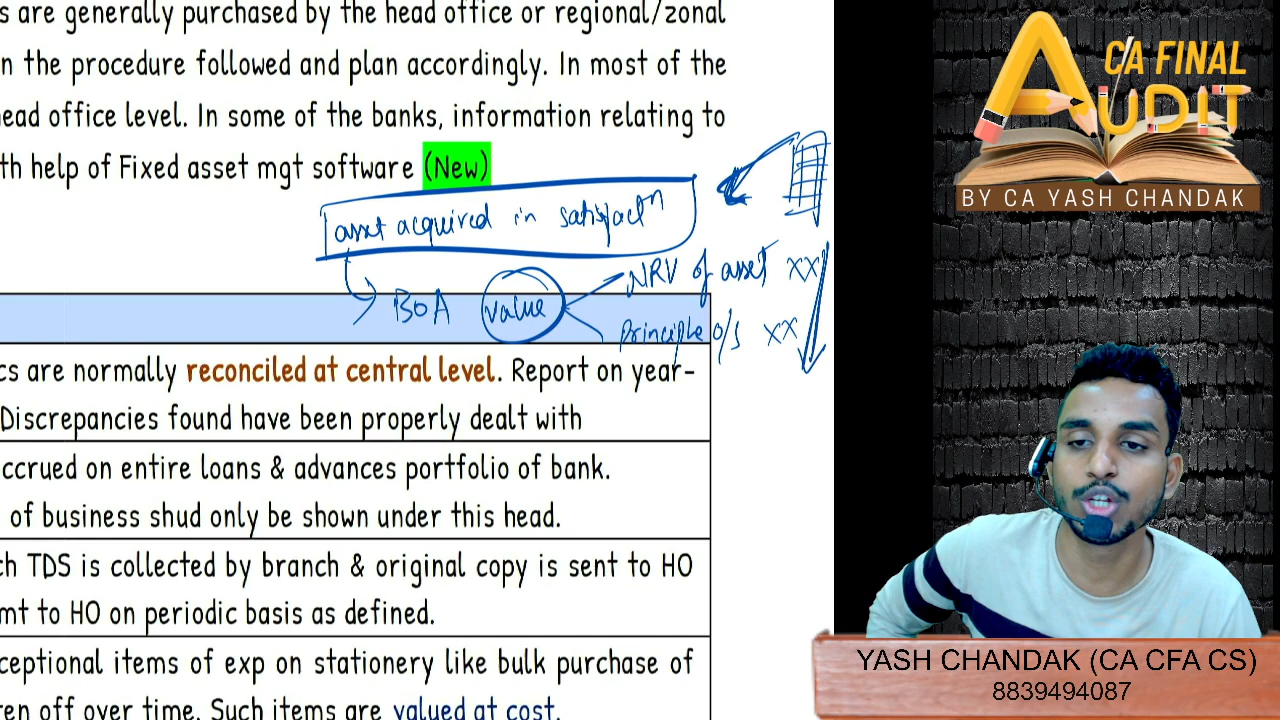 s are generally purchased by the head office or regional/zonal
n the procedure followed and plan accordingly. In most of the
head office level. In some of the banks, information relating to
th help of Fixed asset mgt software (New)
asset acquired in satisfactn
NRV of asset xx
BOA value
Principle o/s xx
cs are normally reconciled at central level. Report on year-
Discrepancies found have been properly dealt with
ccrued on entire loans & advances portfolio of bank.
of business shud only be shown under this head.
ch TDS is collected by branch & original copy is sent to HO
mt to HO on periodic basis as defined.
ceptional items of exp on stationery like bulk purchase of
ten off over time. Such items are valued at cost.
CA FINAL
AUDIT
BY CA YASH CHANDAK
YASH CHANDAK (CA CFA CS)
8839494087